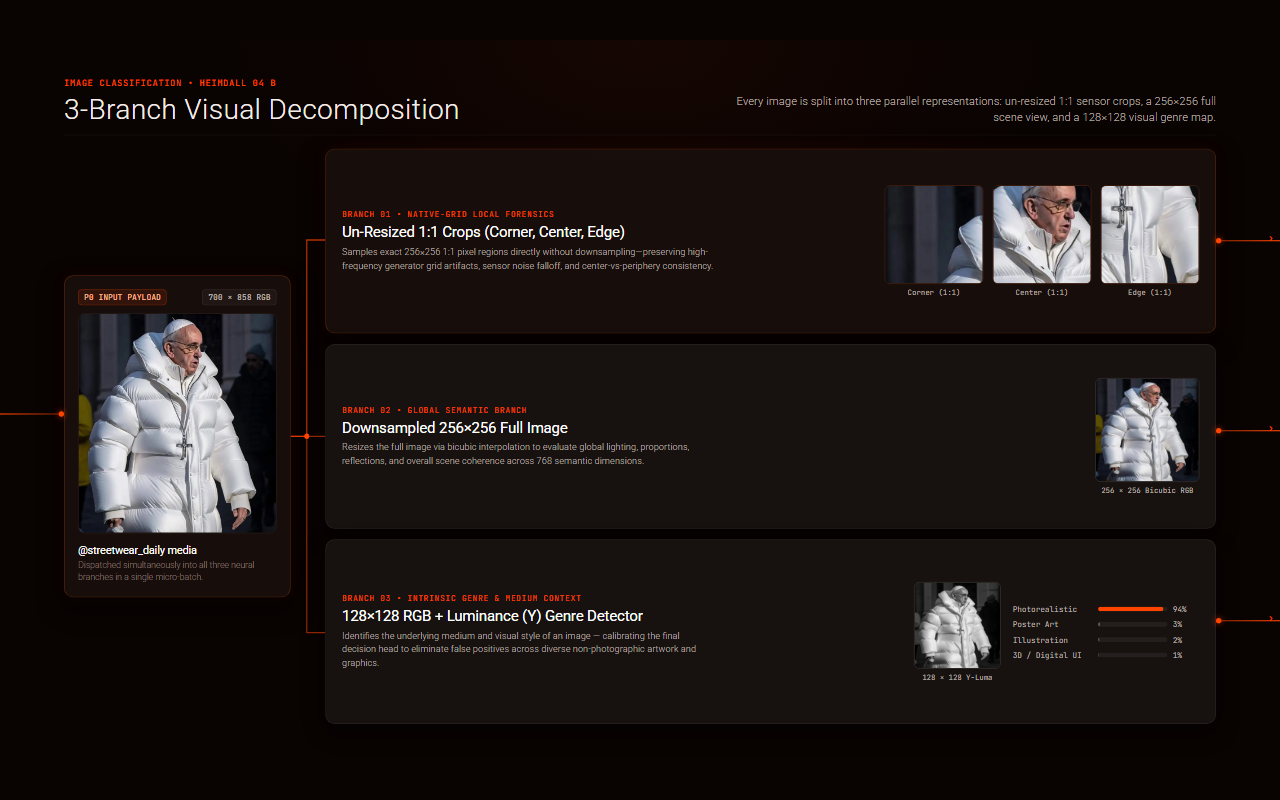 IMAGE CLASSIFICATION • HEIMDALL 04 B
3-Branch Visual Decomposition
Every image is split into three parallel representations: un-resized 1:1 sensor crops, a 256×256 full
scene view, and a 128×128 visual genre map.
P0 INPUT PAYLOAD
700 × 858 RGB
@streetwear_daily media
Dispatched simultaneously into all three neural
branches in a single micro-batch.
BRANCH 01 • NATIVE-GRID LOCAL FORENSICS
Un-Resized 1:1 Crops (Corner, Center, Edge)
Samples exact 256×256 1:1 pixel regions directly without downsampling—preserving high-
frequency generator grid artifacts, sensor noise falloff, and center-vs-periphery consistency.
Corner (1:1)
Center (1:1)
Edge (1:1)
BRANCH 02 • GLOBAL SEMANTIC BRANCH
Downsampled 256×256 Full Image
Resizes the full image via bicubic interpolation to evaluate global lighting, proportions,
reflections, and overall scene coherence across 768 semantic dimensions.
256 × 256 Bicubic RGB
BRANCH 03 • INTRINSIC GENRE & MEDIUM CONTEXT
128×128 RGB + Luminance (Y) Genre Detector
Identifies the underlying medium and visual style of an image — calibrating the final
decision head to eliminate false positives across diverse non-photographic artwork and
graphics.
128 × 128 Y-Luma
Photorealistic 94%
Poster Art 3%
Illustration 2%
3D / Digital UI 1%